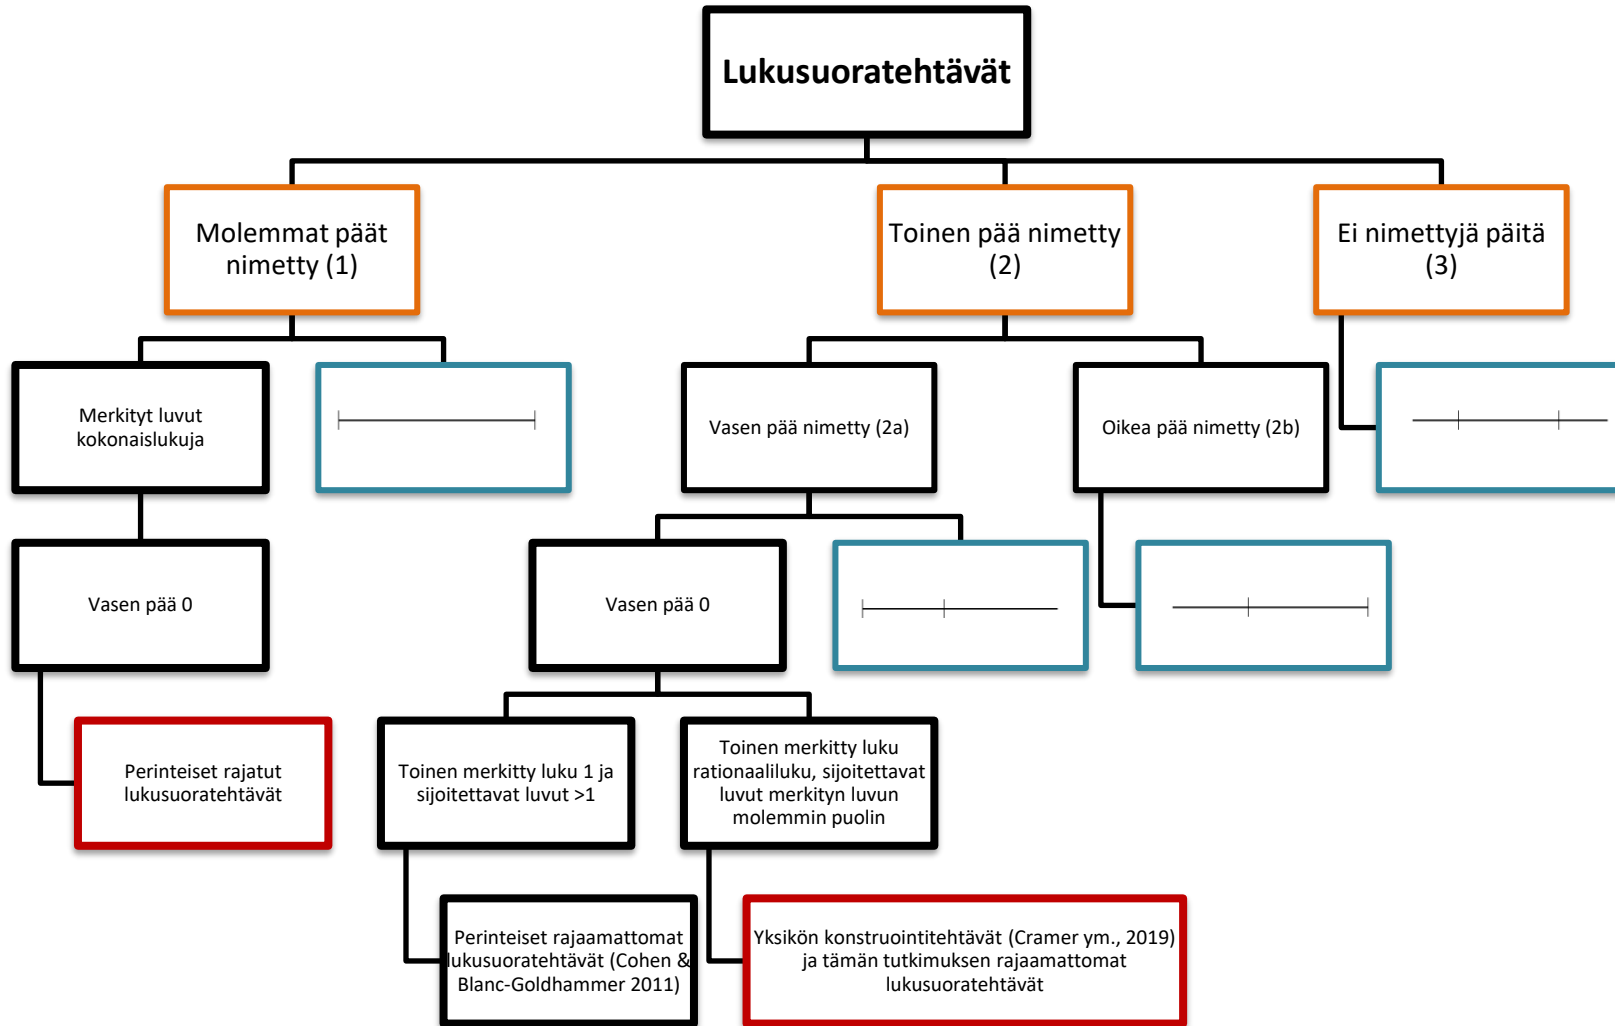 Lukusuoratehtävät
Molemmat päät
nimetty (1)
Toinen pää nimetty
(2)
Ei nimettyjä päitä
(3)
Merkityt luvut
kokonaislukuja
Vasen pää nimetty (2a)
Oikea pää nimetty (2b)
Vasen pää 0
Vasen pää 0
Perinteiset rajatut
lukusuoratehtävät
Toinen merkitty luku 1 ja
sijoitettavat luvut >1
Toinen merkitty luku
rationaaliluku, sijoitettavat
luvut merkityn luvun
molemmin puolin
Perinteiset rajaamattomat
lukusuoratehtävät (Cohen &
Blanc-Goldhammer 2011)
Yksikön konstruointitehtävät (Cramer ym., 2019)
ja tämän tutkimuksen rajaamattomat
lukusuoratehtävät